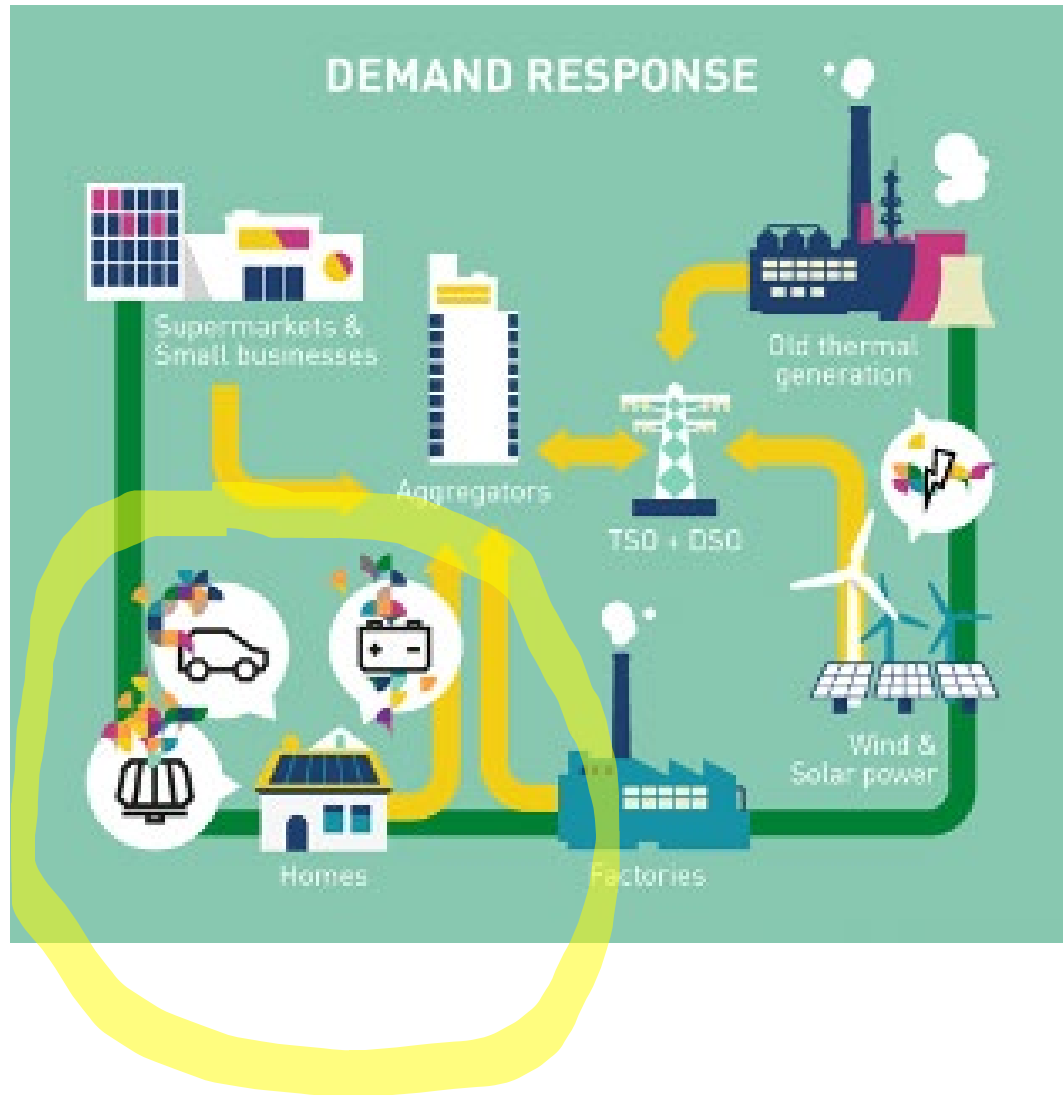 DEMAND RESPONSE
Supermarkets &
Small businesses
Old thermal
generation
Aggregators
TSO + DSO
Wind &
Solar power
Homes
Factories